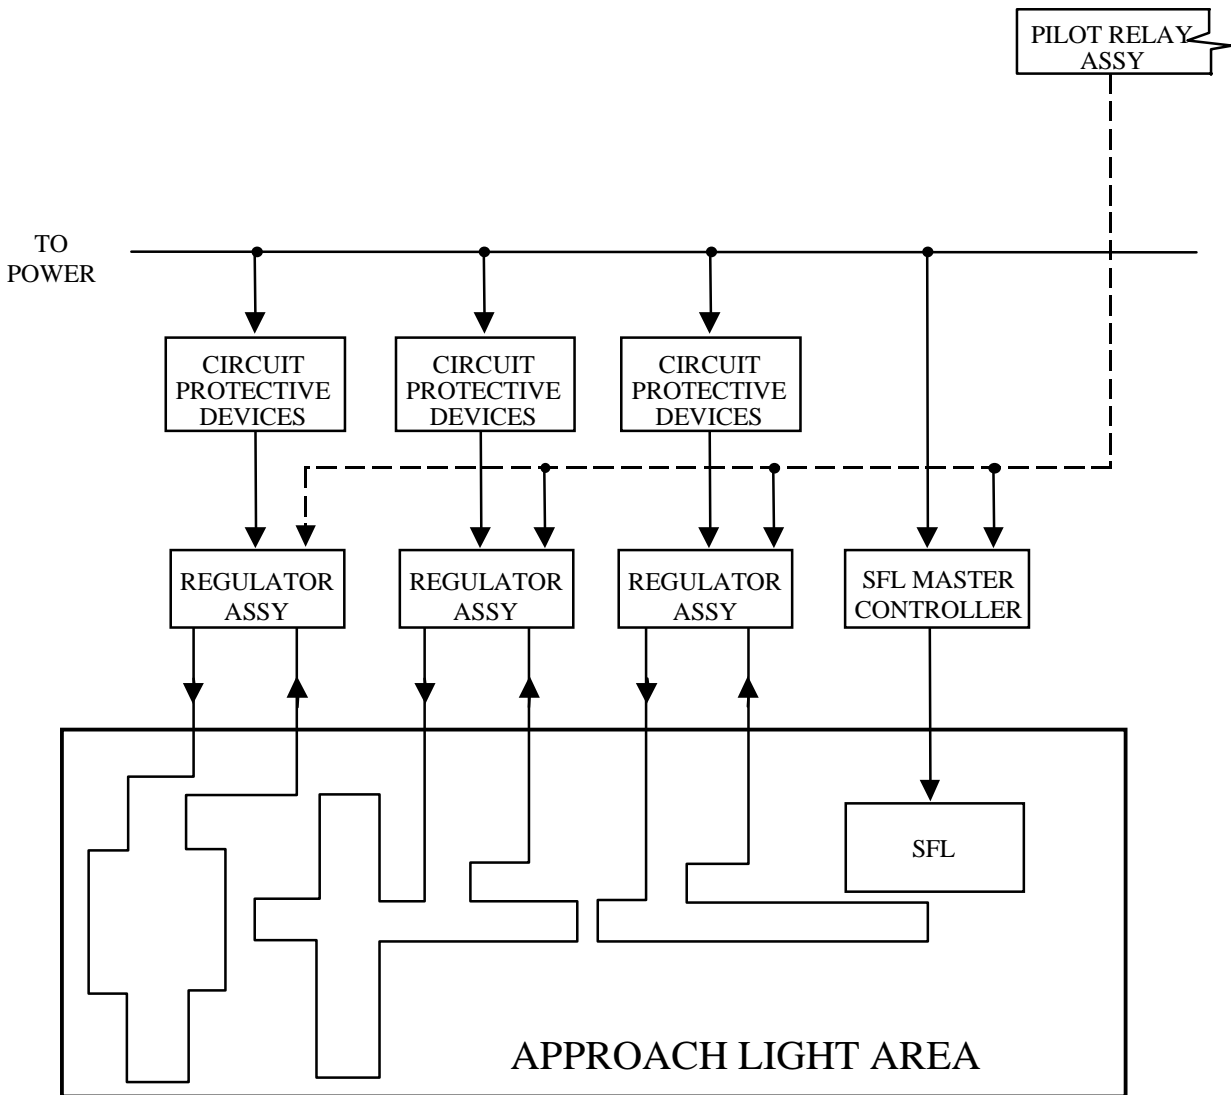 PILOT RELAY
ASSY
TO
POWER
CIRCUIT
PROTECTIVE
DEVICES
CIRCUIT
PROTECTIVE
DEVICES
CIRCUIT
PROTECTIVE
DEVICES
REGULATOR
ASSY
REGULATOR
ASSY
REGULATOR
ASSY
SFL MASTER
CONTROLLER
SFL
APPROACH LIGHT AREA